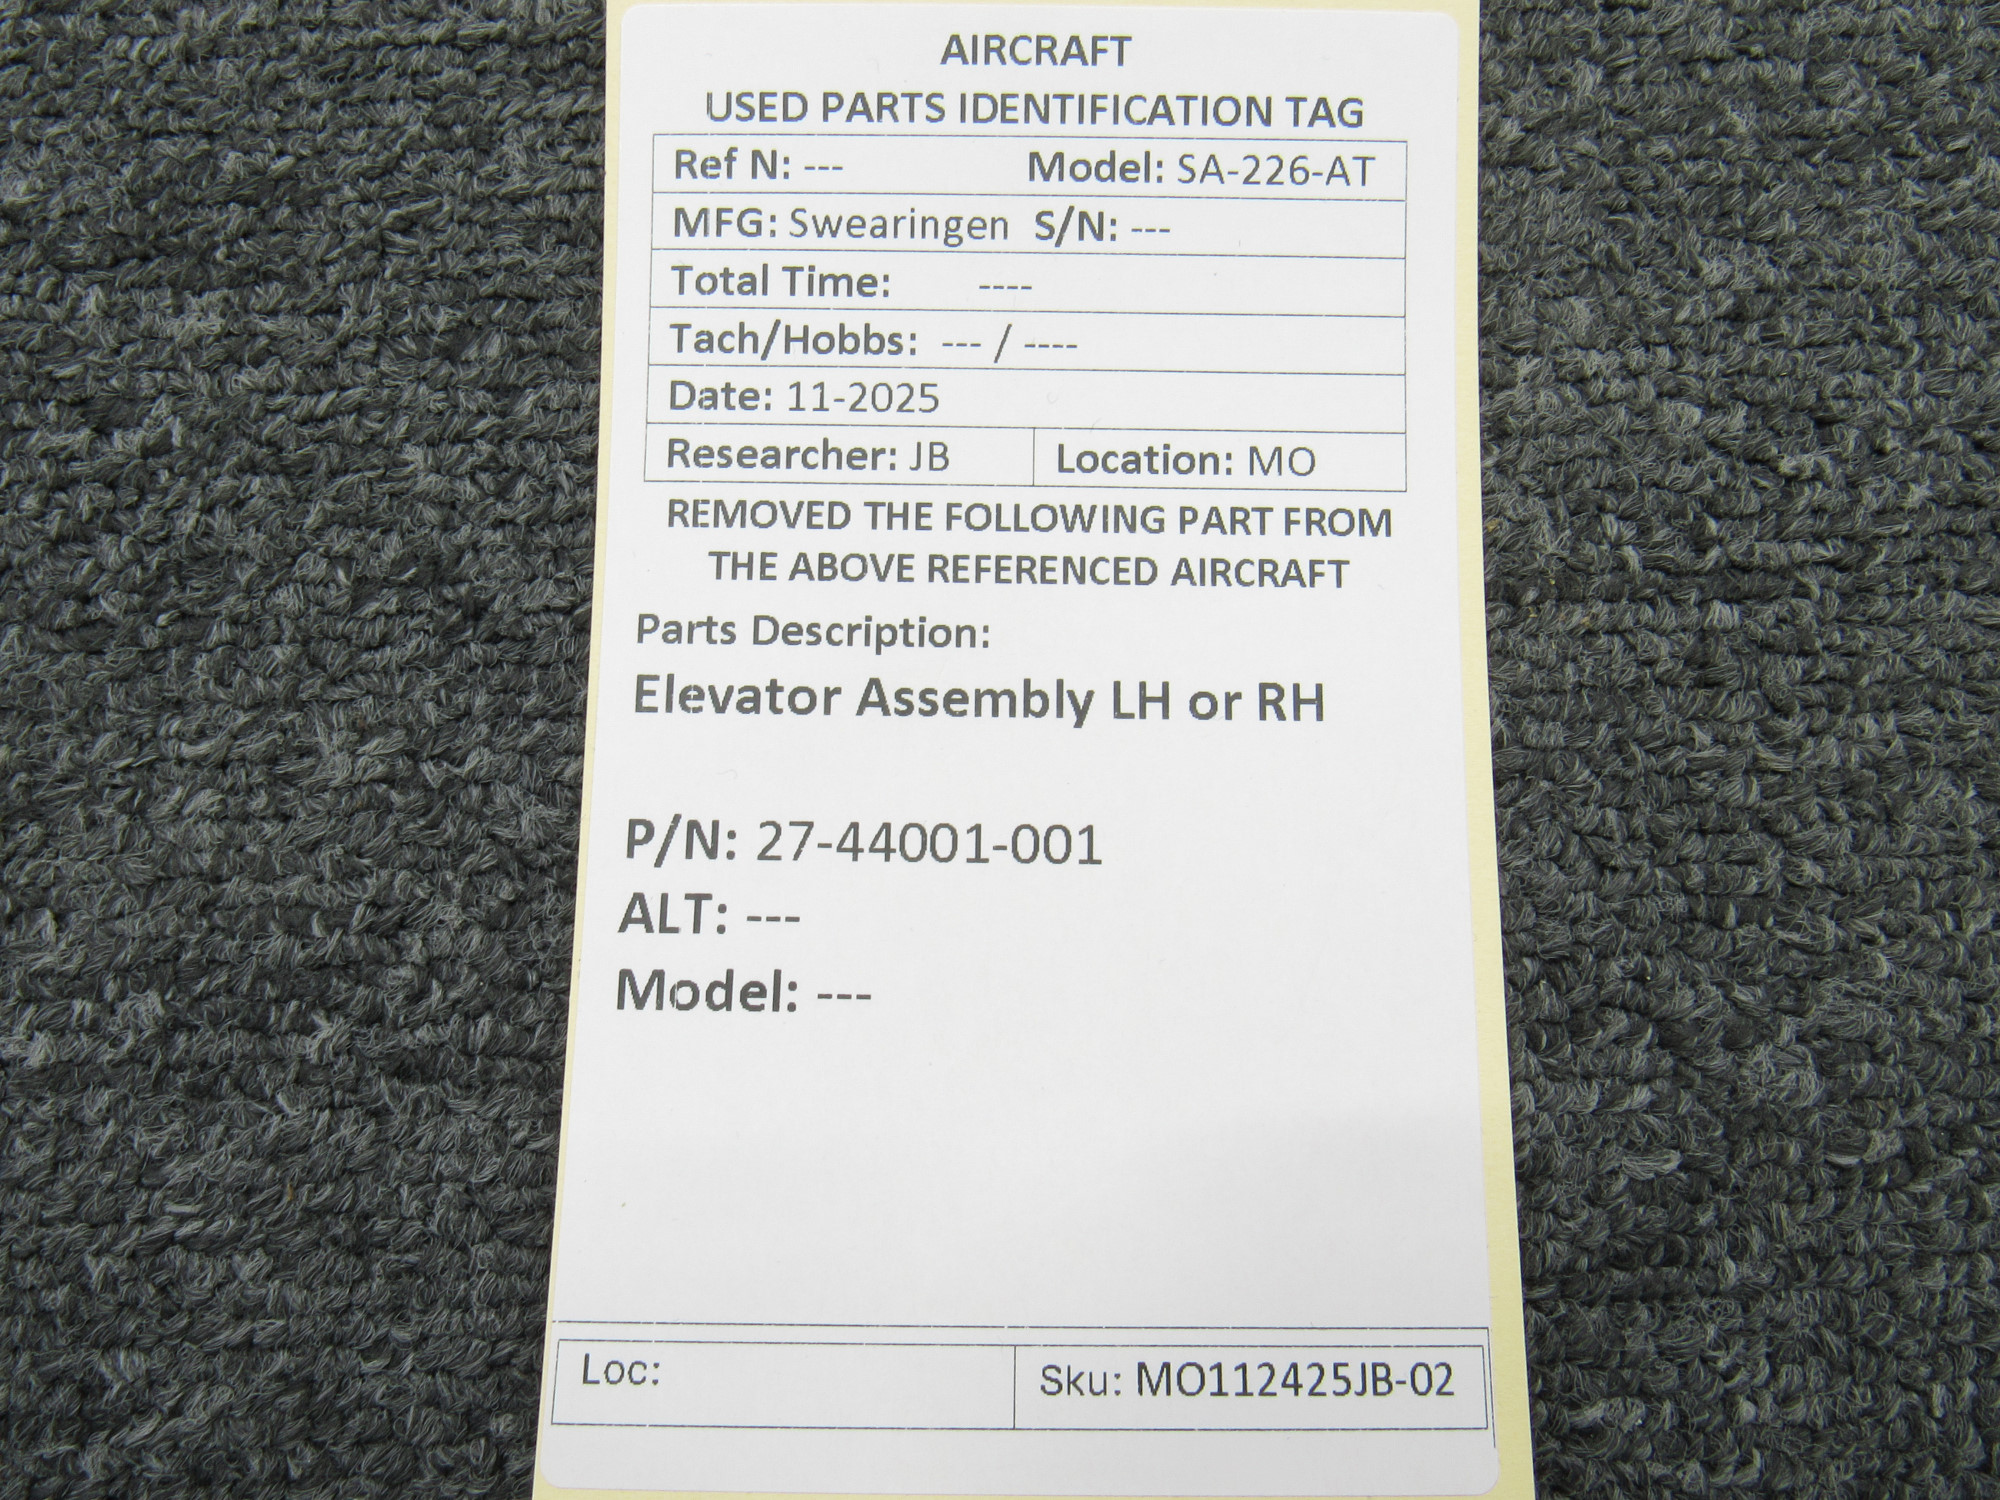 AIRCRAFT
USED PARTS IDENTIFICATION TAG
Ref N: --- Model: SA-226-AT
MFG: Swearingen S/N: ---
Total Time: ----
Tach/Hobbs: --- / ----
Date: 11-2025
Researcher: JB Location: MO
REMOVED THE FOLLOWING PART FROM
THE ABOVE REFERENCED AIRCRAFT
Parts Description:
Elevator Assembly LH or RH
P/N: 27-44001-001
ALT: ---
Model: ---
Loc: Sku: MO112425JB-02